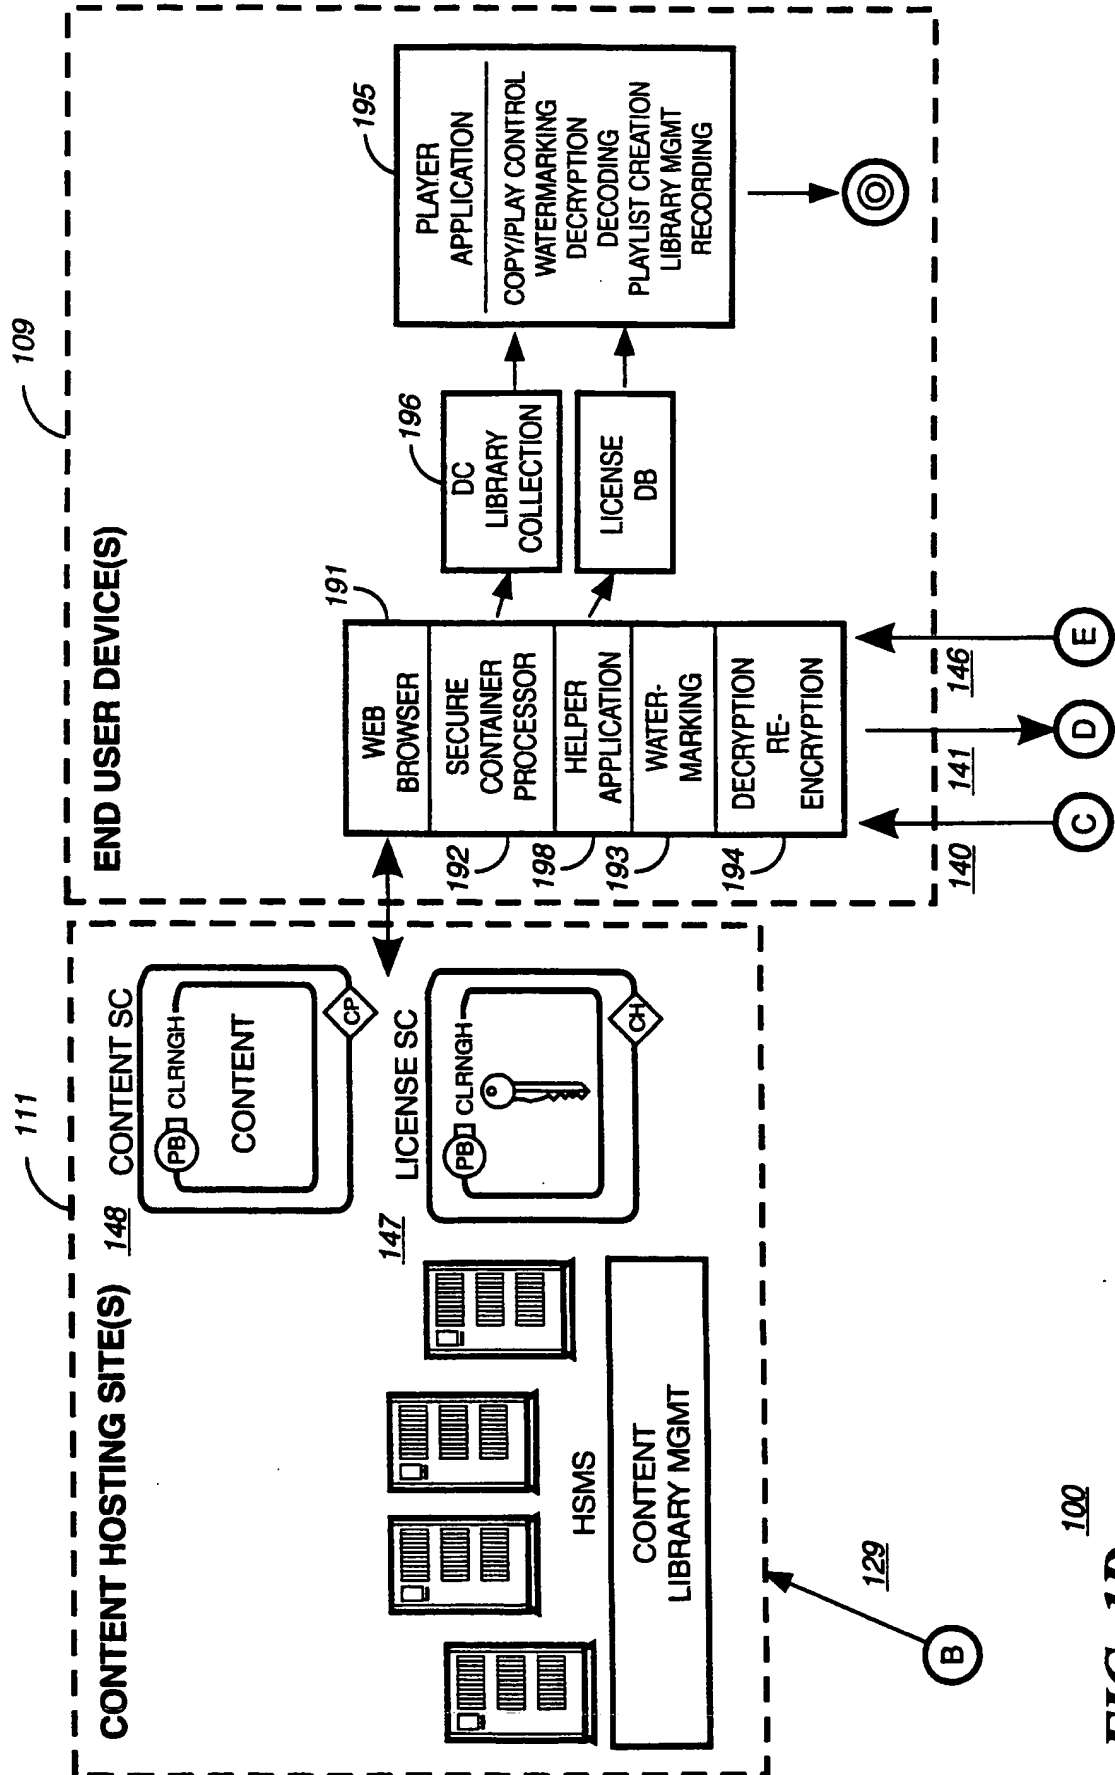 111
109
CONTENT HOSTING SITE(S)
148
CONTENT SC
PB
CLRNGH
CONTENT
CP
147
LICENSE SC
PB
CLRNGH
CH
HSMS
CONTENT
LIBRARY MGMT
129
B
END USER DEVICE(S)
191
WEB
BROWSER
SECURE
CONTAINER
PROCESSOR
192
HELPER
APPLICATION
198
WATER-
MARKING
193
DECRYPTION
RE-
ENCRYPTION
194
196
DC
LIBRARY
COLLECTION
LICENSE
DB
195
PLAYER
APPLICATION
COPY/PLAY CONTROL
WATERMARKING
DECRYPTION
DECODING
PLAYLIST CREATION
LIBRARY MGMT
RECORDING
140
141
146
C
D
E
100